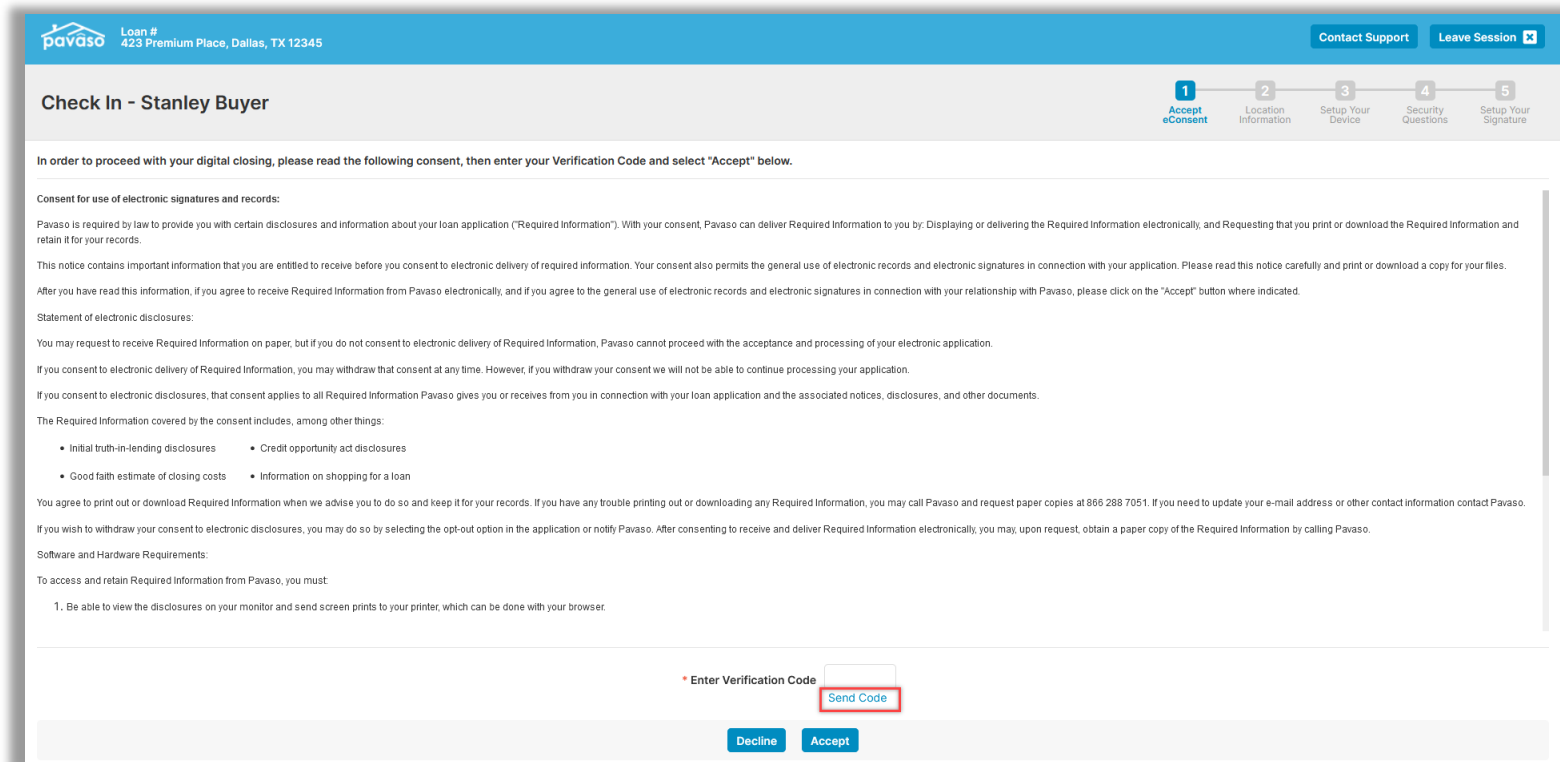 pavaso
Loan #
423 Premium Place, Dallas, TX 12345
Contact Support
Leave Session
Check In - Stanley Buyer
1
Accept
eConsent
2
Location
Information
3
Setup Your
Device
4
Security
Questions
5
Setup Your
Signature
In order to proceed with your digital closing, please read the following consent, then enter your Verification Code and select "Accept" below.
Consent for use of electronic signatures and records:
Pavaso is required by law to provide you with certain disclosures and information about your loan application ("Required Information"). With your consent, Pavaso can deliver Required Information to you by: Displaying or delivering the Required Information electronically, and Requesting that you print or download the Required Information and
retain it for your records.
This notice contains important information that you are entitled to receive before you consent to electronic delivery of required information. Your consent also permits the general use of electronic records and electronic signatures in connection with your application. Please read this notice carefully and print or download a copy for your files.
After you have read this information, if you agree to receive Required Information from Pavaso electronically, and if you agree to the general use of electronic records and electronic signatures in connection with your relationship with Pavaso, please click on the "Accept" button where indicated.
Statement of electronic disclosures:
You may request to receive Required Information on paper, but if you do not consent to electronic delivery of Required Information, Pavaso cannot proceed with the acceptance and processing of your electronic application.
If you consent to electronic delivery of Required Information, you may withdraw that consent at any time. However, if you withdraw your consent we will not be able to continue processing your application.
If you consent to electronic disclosures, that consent applies to all Required Information Pavaso gives you or receives from you in connection with your loan application and the associated notices, disclosures, and other documents.
The Required Information covered by the consent includes, among other things:
• Initial truth-in-lending disclosures • Credit opportunity act disclosures
• Good faith estimate of closing costs • Information on shopping for a loan
You agree to print out or download Required Information when we advise you to do so and keep it for your records. If you have any trouble printing out or downloading any Required Information, you may call Pavaso and request paper copies at 866 288 7051. If you need to update your e-mail address or other contact information contact Pavaso.
If you wish to withdraw your consent to electronic disclosures, you may do so by selecting the opt-out option in the application or notify Pavaso. After consenting to receive and deliver Required Information electronically, you may, upon request, obtain a paper copy of the Required Information by calling Pavaso.
Software and Hardware Requirements:
To access and retain Required Information from Pavaso, you must:
1. Be able to view the disclosures on your monitor and send screen prints to your printer, which can be done with your browser.
* Enter Verification Code
Send Code
Decline
Accept